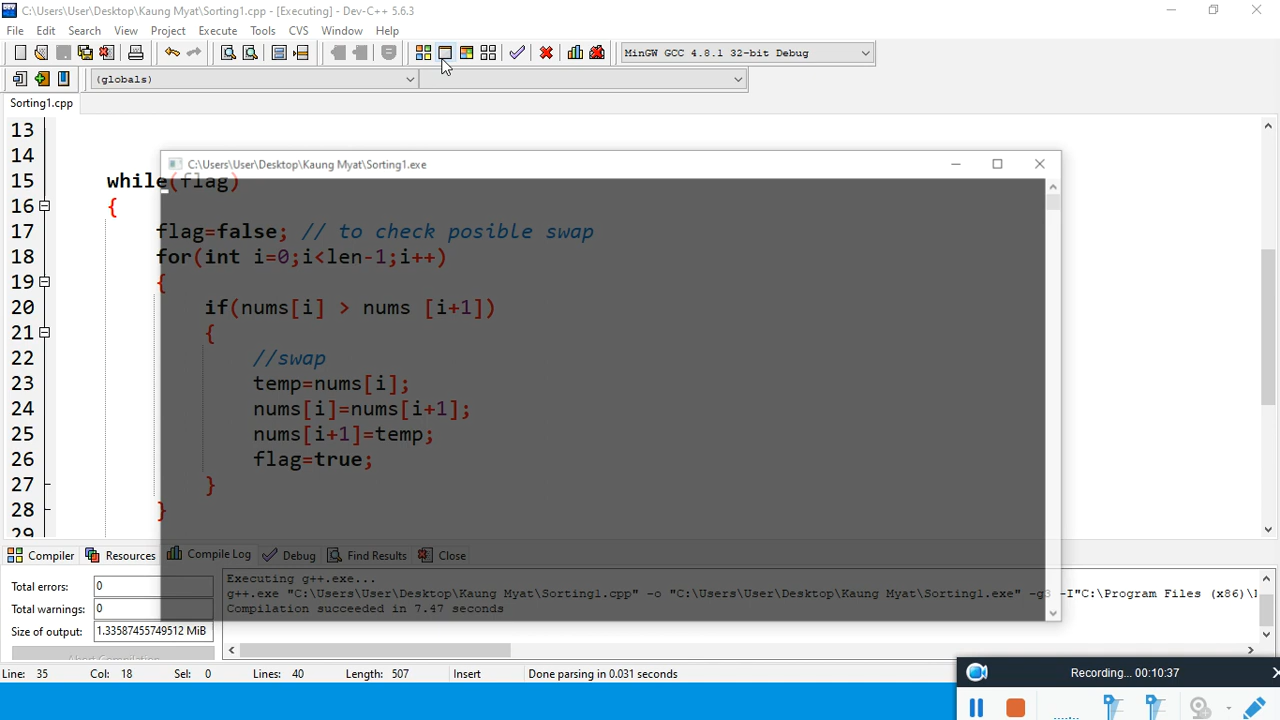 C:\Users\User\Desktop\Kaung Myat\Sorting1.cpp - [Executing] - Dev-C++ 5.6.3
File Edit Search View Project Execute Tools CVS Window Help
MinGW GCC 4.8.1 32-bit Debug
(globals)
Sorting1.cpp
13
14
C:\Users\User\Desktop\Kaung Myat\Sorting1.exe
15 while(flag)
16 {
17 flag=false; // to check posible swap
18 for(int i=0;i<len-1;i++)
19 {
20 if(nums[i] > nums [i+1])
21 {
22 //swap
23 temp=nums[i];
24 nums[i]=nums[i+1];
25 nums[i+1]=temp;
26 flag=true;
27 }
28 }
29
Compiler Resources Compile Log Debug Find Results Close
Total errors: 0
Total warnings: 0
Size of output: 1.33587455749512 MiB
Abort Compilation
Executing g++.exe...
g++.exe "C:\Users\User\Desktop\Kaung Myat\Sorting1.cpp" -o "C:\Users\User\Desktop\Kaung Myat\Sorting1.exe" -g3 -I"C:\Program Files (x86)\
Compilation succeeded in 7.47 seconds
Line: 35 Col: 18 Sel: 0 Lines: 40 Length: 507 Insert Done parsing in 0.031 seconds
Recording... 00:10:37